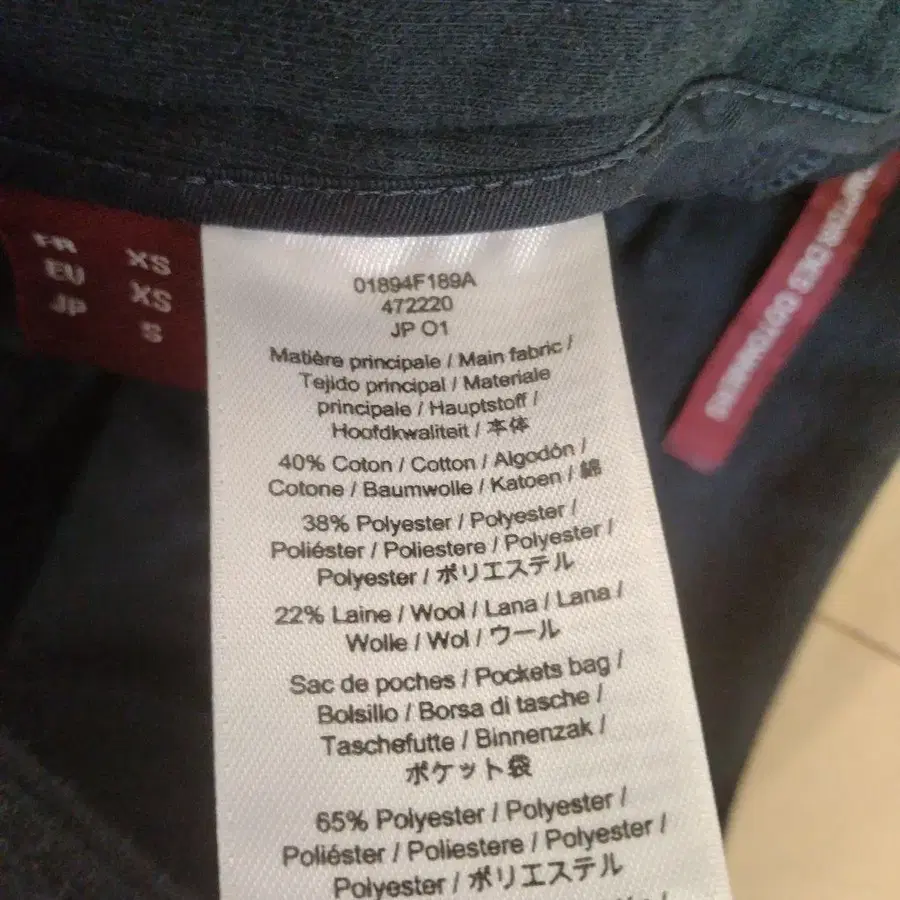 FR XS
EU XS
JP S
01894F189A
472220
JP O1
Matière principale / Main fabric /
Tejido principal / Materiale
principale / Hauptstoff /
Hoofdkwaliteit / 本体
40% Coton / Cotton / Algodón /
Cotone / Baumwolle / Katoen / 綿
38% Polyester / Polyester /
Poliéster / Poliestere / Polyester /
Polyester / ポリエステル
22% Laine / Wool / Lana / Lana /
Wolle / Wol / ウール
Sac de poches / Pockets bag /
Bolsillo / Borsa di tasche /
Taschefutte / Binnenzak /
ポケット袋
65% Polyester / Polyester /
Poliéster / Poliestere / Polyester /
Polyester / ポリエステル
DES COTONNIERS